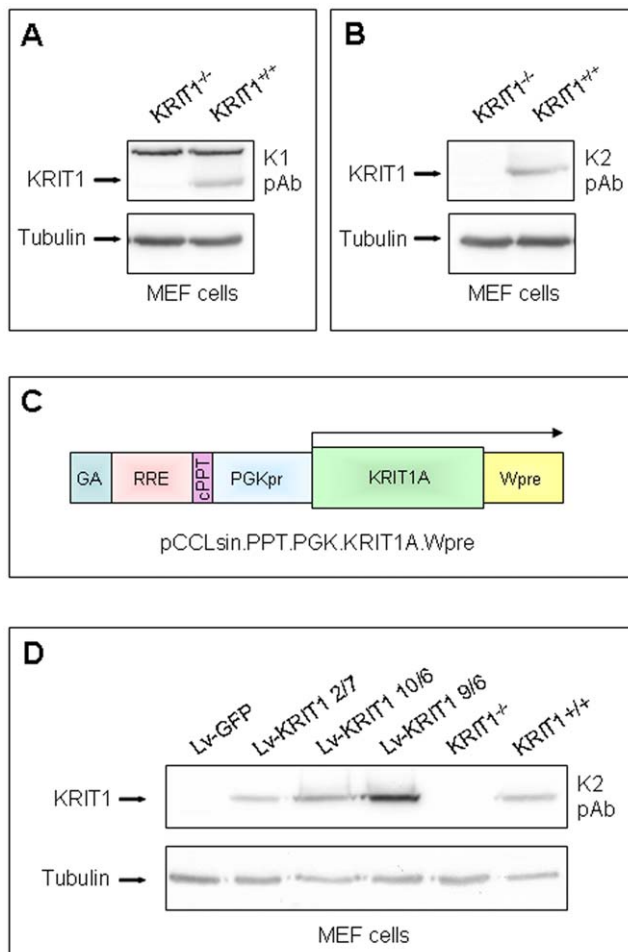 A
KRIT1-/- KRIT1+/+
KRIT1
K1
pAb
Tubulin
MEF cells
B
KRIT1-/- KRIT1+/+
KRIT1
K2
pAb
Tubulin
MEF cells
C
GA RRE cPPT PGKpr KRIT1A Wpre
pCCLsin.PPT.PGK.KRIT1A.Wpre
D
Lv-GFP Lv-KRIT1 2/7 Lv-KRIT1 10/6 Lv-KRIT1 9/6 KRIT1-/- KRIT1+/+
KRIT1
K2
pAb
Tubulin
MEF cells